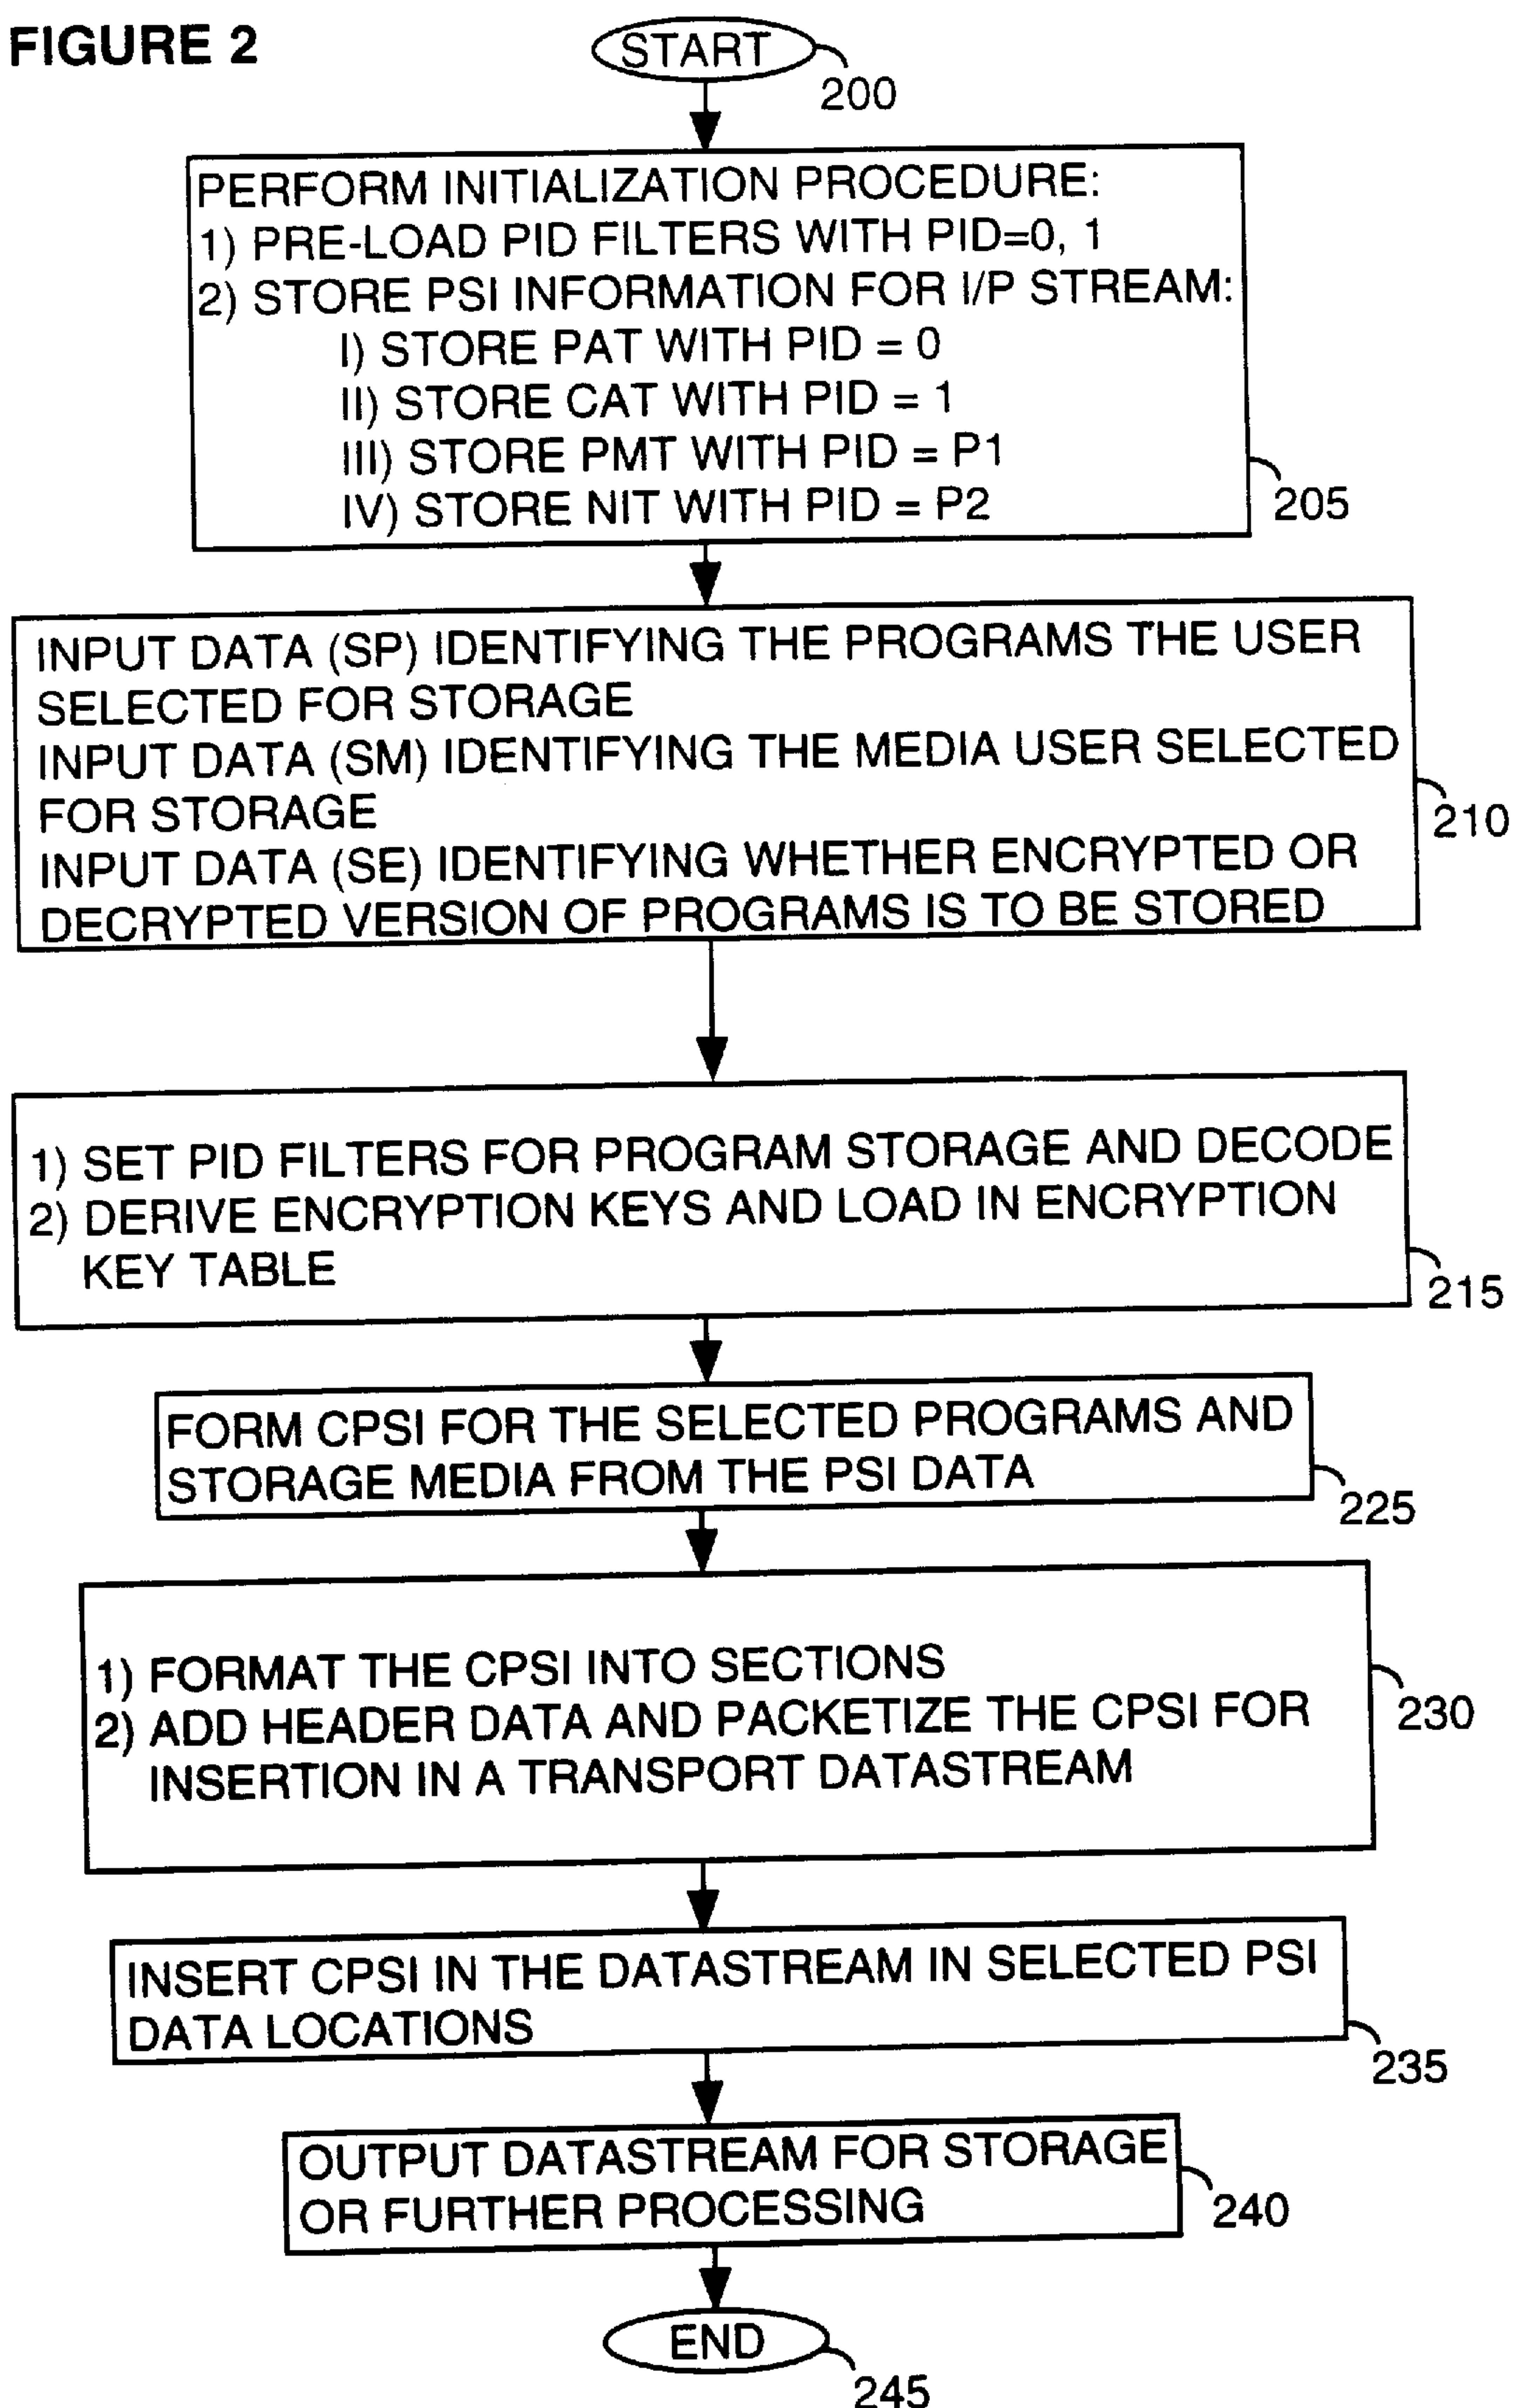 FIGURE 2
START
200
PERFORM INITIALIZATION PROCEDURE:
1) PRE-LOAD PID FILTERS WITH PID=0, 1
2) STORE PSI INFORMATION FOR I/P STREAM:
I) STORE PAT WITH PID = 0
II) STORE CAT WITH PID = 1
III) STORE PMT WITH PID = P1
IV) STORE NIT WITH PID = P2
205
INPUT DATA (SP) IDENTIFYING THE PROGRAMS THE USER
SELECTED FOR STORAGE
INPUT DATA (SM) IDENTIFYING THE MEDIA USER SELECTED
FOR STORAGE
INPUT DATA (SE) IDENTIFYING WHETHER ENCRYPTED OR
DECRYPTED VERSION OF PROGRAMS IS TO BE STORED
210
1) SET PID FILTERS FOR PROGRAM STORAGE AND DECODE
2) DERIVE ENCRYPTION KEYS AND LOAD IN ENCRYPTION
KEY TABLE
215
FORM CPSI FOR THE SELECTED PROGRAMS AND
STORAGE MEDIA FROM THE PSI DATA
225
1) FORMAT THE CPSI INTO SECTIONS
2) ADD HEADER DATA AND PACKETIZE THE CPSI FOR
INSERTION IN A TRANSPORT DATASTREAM
230
INSERT CPSI IN THE DATASTREAM IN SELECTED PSI
DATA LOCATIONS
235
OUTPUT DATASTREAM FOR STORAGE
OR FURTHER PROCESSING
240
END
245